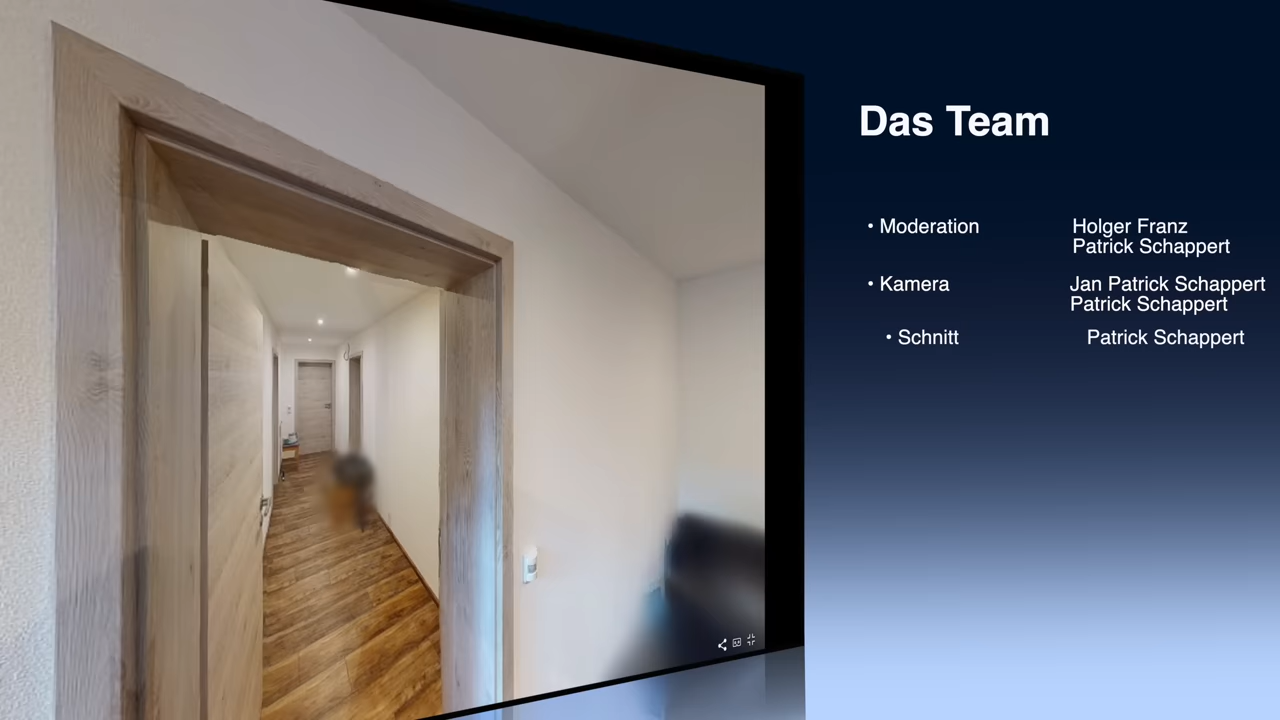 Das Team
• Moderation Holger Franz
Patrick Schappert
• Kamera Jan Patrick Schappert
Patrick Schappert
• Schnitt Patrick Schappert